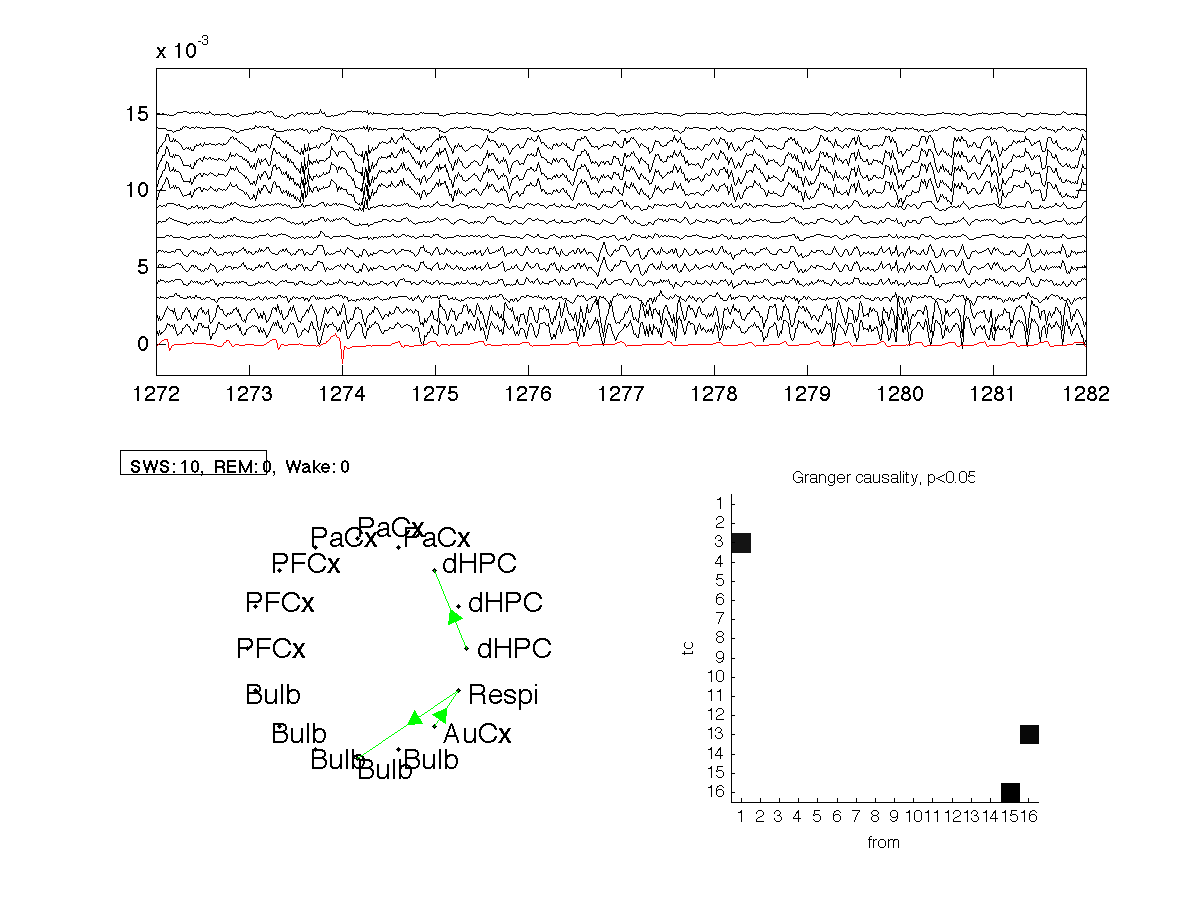 x 10-3
15
10
5
0
1272 1273 1274 1275 1276 1277 1278 1279 1280 1281 1282
SWS:10, REM:0, Wake:0
Granger causality, p<0.05
PaCx
PaCx PaCx
PFCx dHPC
PFCx dHPC
PFCx dHPC
Bulb Respi
Bulb AuCx
Bulb Bulb
Bulb
1
2
3
4
5
6
7
8
9
10
11
12
13
14
15
16
to
1 2 3 4 5 6 7 8 9 10 11 12 13 14 15 16
from